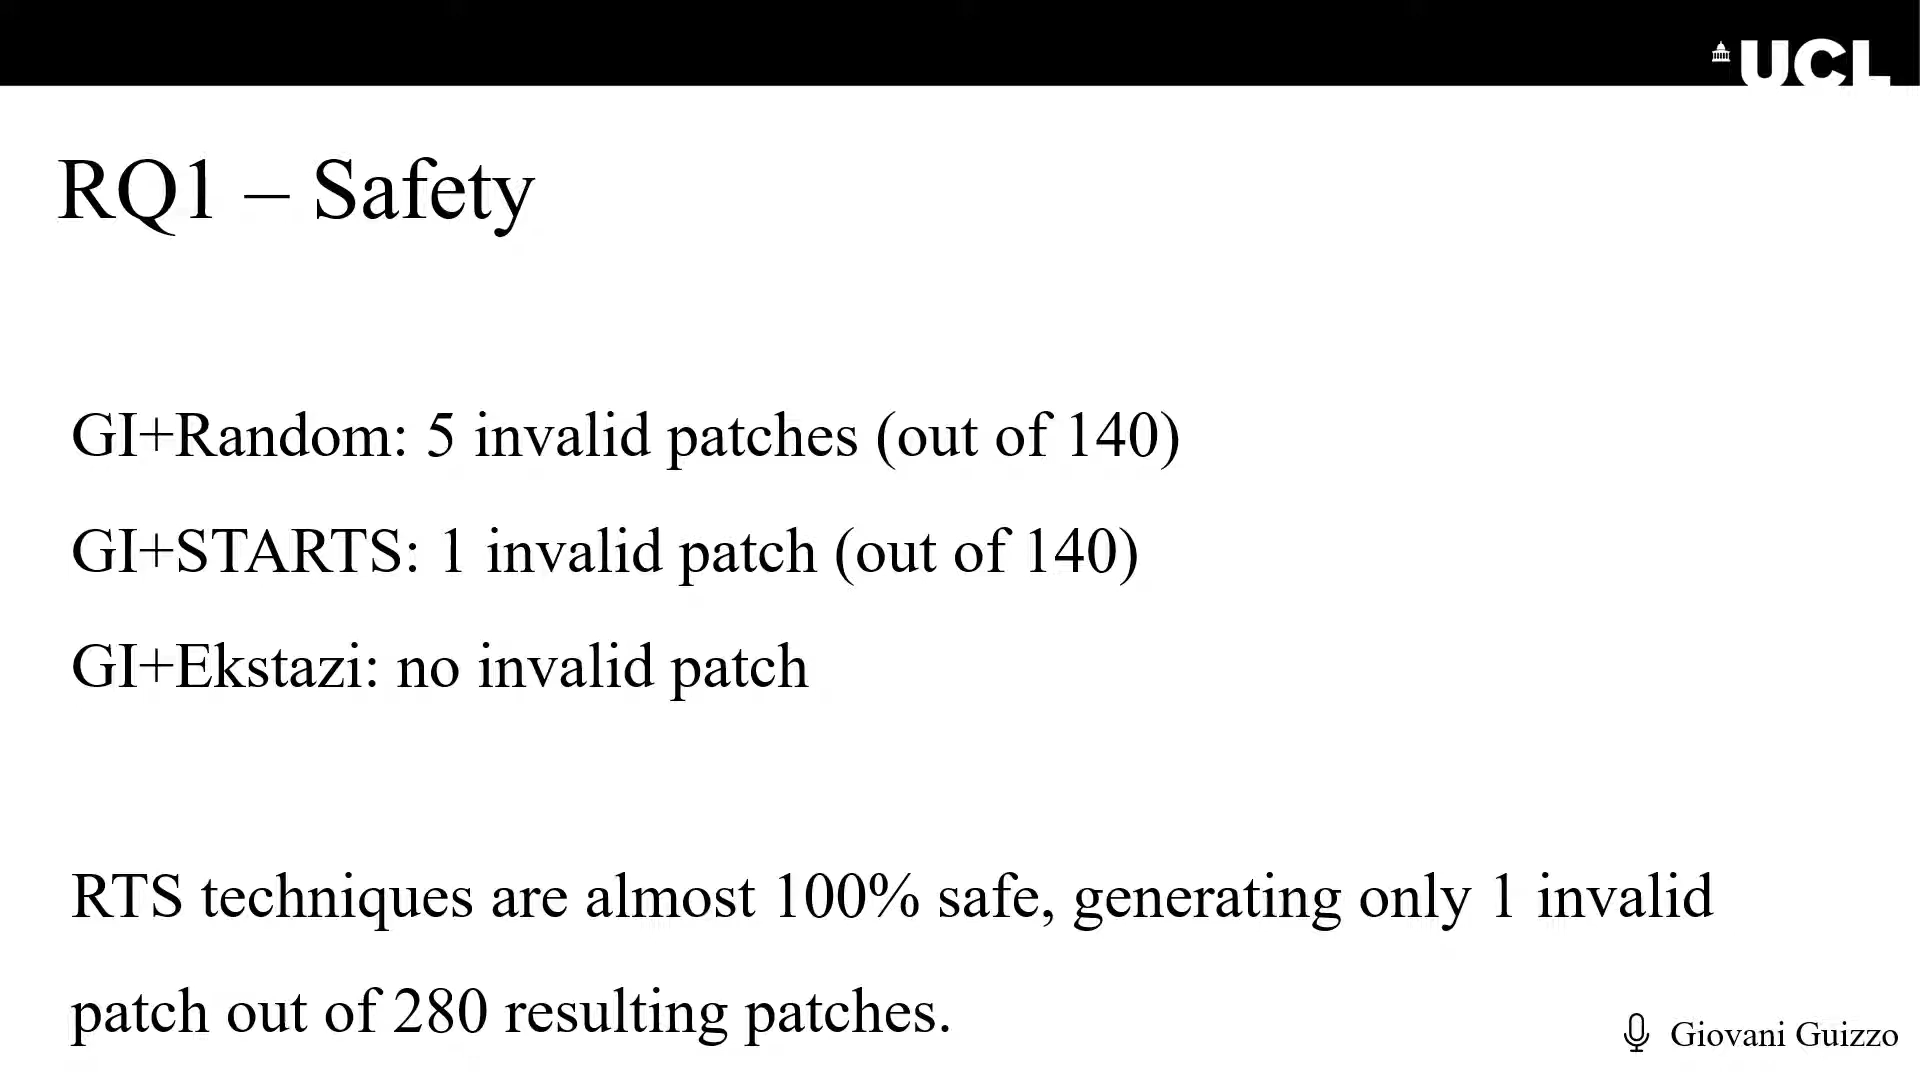 UCL
RQ1 – Safety
GI+Random: 5 invalid patches (out of 140)
GI+STARTS: 1 invalid patch (out of 140)
GI+Ekstazi: no invalid patch
RTS techniques are almost 100% safe, generating only 1 invalid
patch out of 280 resulting patches.
Giovani Guizzo